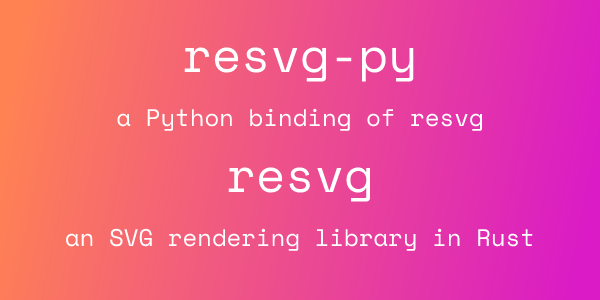 resvg-py
a Python binding of resvg
resvg
an SVG rendering library in Rust